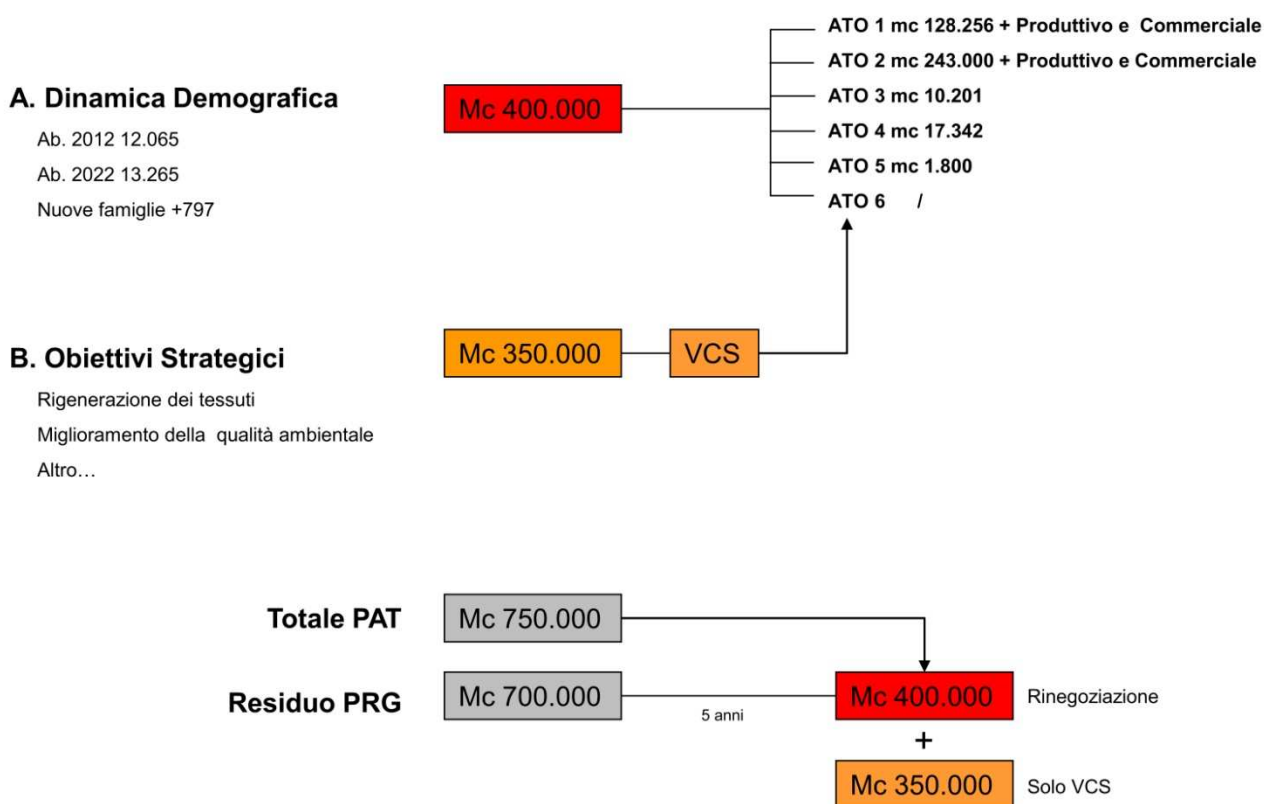 A. Dinamica Demografica
Ab. 2012 12.065
Ab. 2022 13.265
Nuove famiglie +797
Mc 400.000
ATO 1 mc 128.256 + Produttivo e Commerciale
ATO 2 mc 243.000 + Produttivo e Commerciale
ATO 3 mc 10.201
ATO 4 mc 17.342
ATO 5 mc 1.800
ATO 6 /
B. Obiettivi Strategici
Rigenerazione dei tessuti
Miglioramento della qualità ambientale
Altro…
Mc 350.000
VCS
Totale PAT
Mc 750.000
Residuo PRG
Mc 700.000
5 anni
Mc 400.000
Rinegoziazione
+
Mc 350.000
Solo VCS